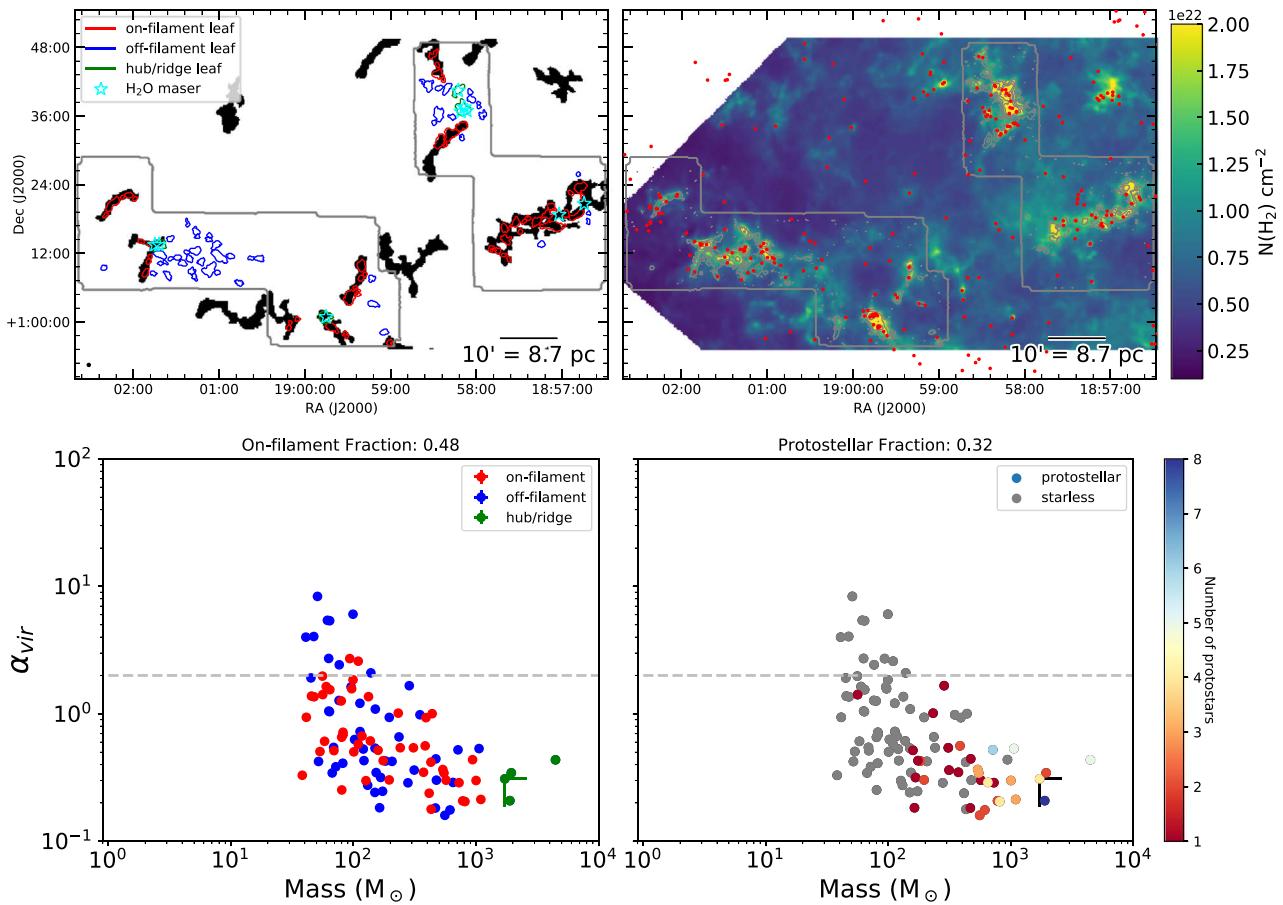 on-filament leaf
off-filament leaf
hub/ridge leaf
H₂O maser
48:00
36:00
24:00
12:00
+1:00:00
Dec (J2000)
02:00
01:00
19:00:00
59:00
58:00
18:57:00
RA (J2000)
10' = 8.7 pc
02:00
01:00
19:00:00
59:00
58:00
18:57:00
RA (J2000)
10' = 8.7 pc
1e22
2.00
1.75
1.50
1.25
1.00
0.75
0.50
0.25
N(H₂) cm⁻²
On-filament Fraction: 0.48
on-filament
off-filament
hub/ridge
10²
10¹
10⁰
10⁻¹
α_vir
10⁰
10¹
10²
10³
10⁴
Mass (M⊙)
Protostellar Fraction: 0.32
protostellar
starless
10⁰
10¹
10²
10³
10⁴
Mass (M⊙)
8
7
6
5
4
3
2
1
Number of protostars